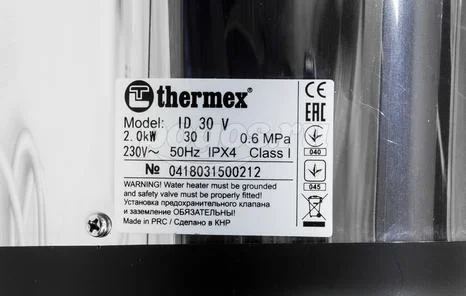 thermex®
Model: ID 30 V
2.0kW 30 l 0.6 MPa
230V~ 50Hz IPX4 Class I
№ 0418031500212
WARNING! Water heater must be grounded
and safety valve must be properly fitted!
Установка предохранительного клапана
и заземление ОБЯЗАТЕЛЬНЫ!
Made in PRC / Сделано в КНР
CE
EAC
040
045